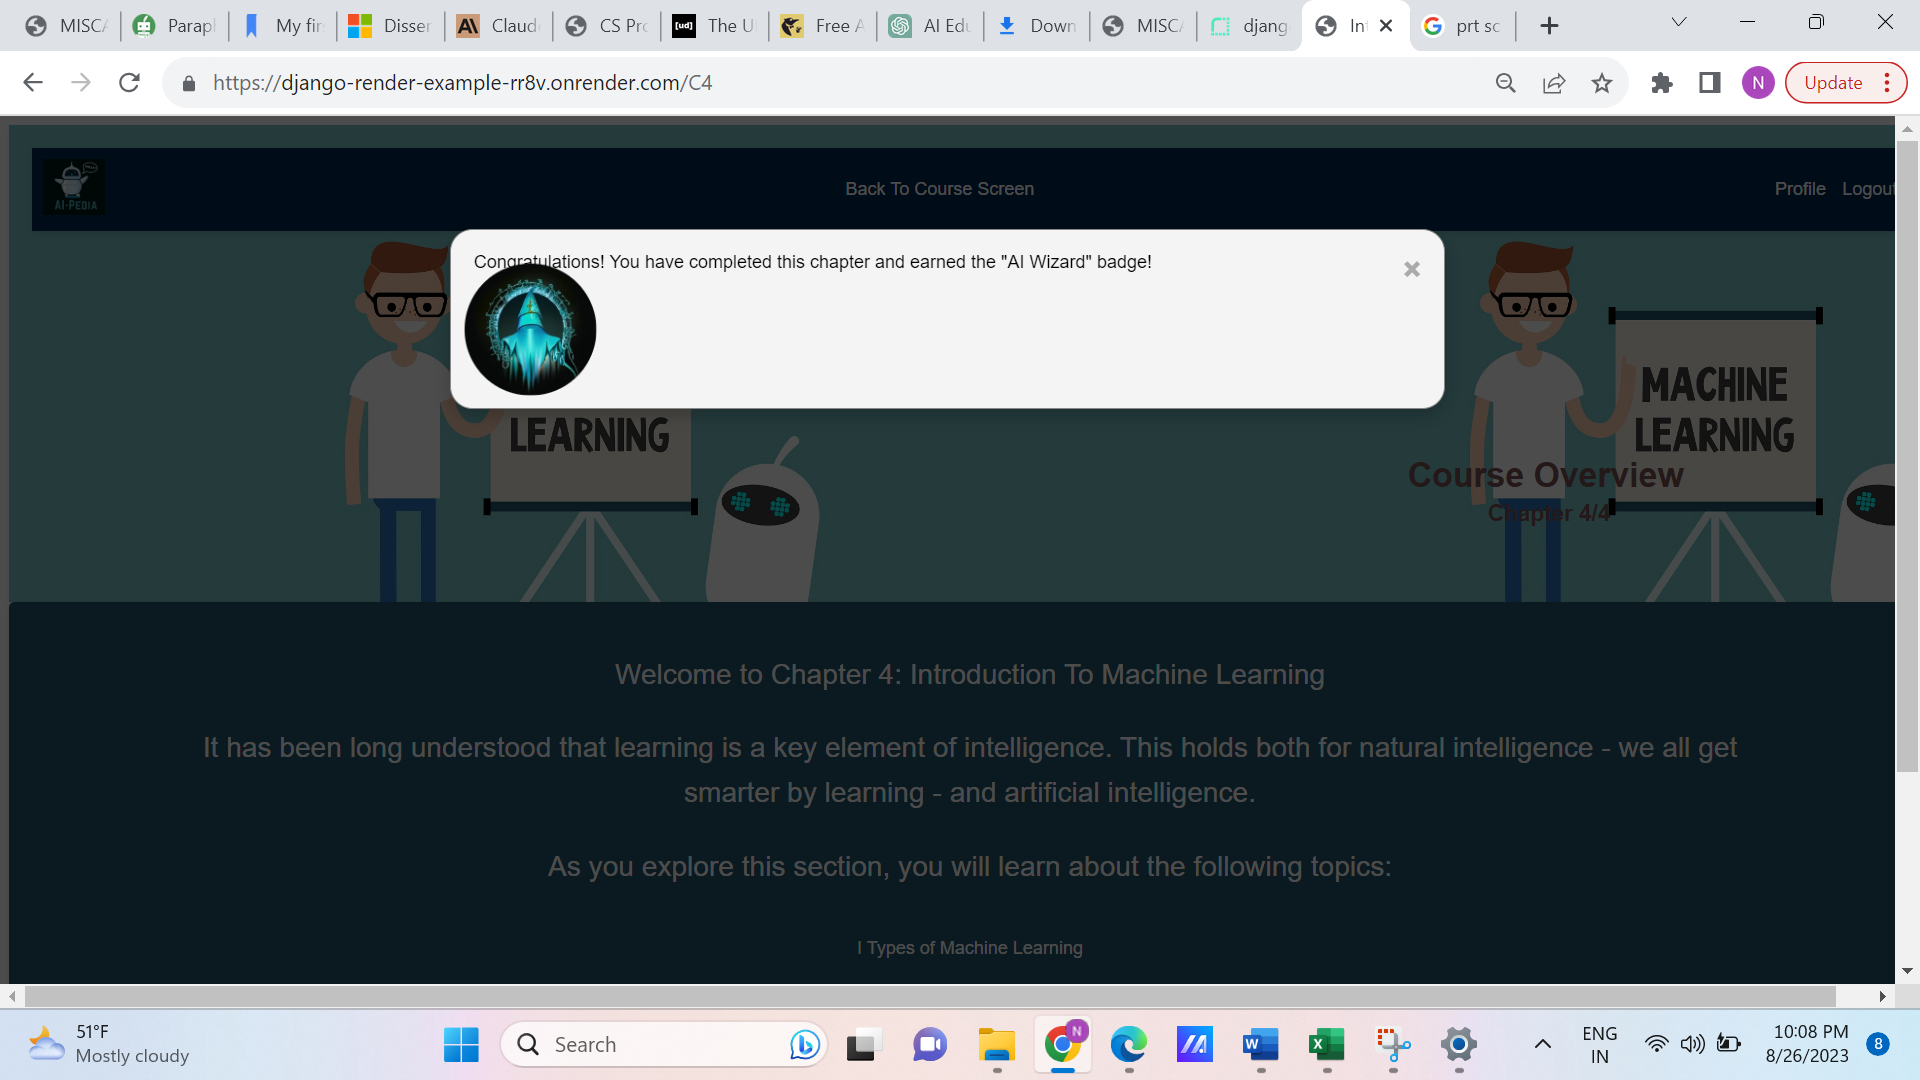 MISCA
Paraph
My fir
Disser
Claud
CS Pro
[ud] The U
Free A
AI Edu
Down
MISCA
djang
Int
prt sc
https://django-render-example-rr8v.onrender.com/C4
N
Update
AI-PEDIA
Back To Course Screen
Profile
Logout
Congratulations! You have completed this chapter and earned the "AI Wizard" badge!
LEARNING
MACHINE
LEARNING
Course Overview
Chapter 4/4
Welcome to Chapter 4: Introduction To Machine Learning
It has been long understood that learning is a key element of intelligence. This holds both for natural intelligence - we all get
smarter by learning - and artificial intelligence.
As you explore this section, you will learn about the following topics:
I Types of Machine Learning
51°F
Mostly cloudy
Search
N
ENG
IN
10:08 PM
8/26/2023
8